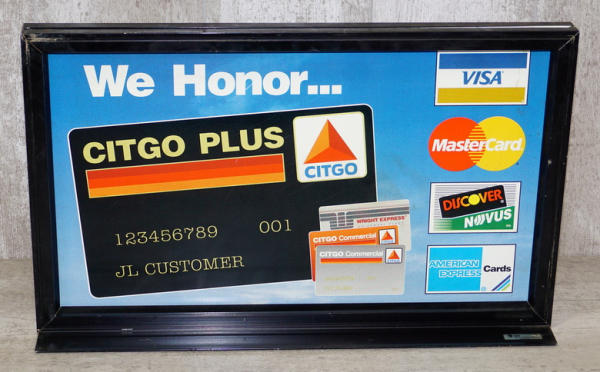 We Honor...
CITGO PLUS
CITGO
123456789 001
JL CUSTOMER
WRIGHT EXPRESS
CITGO Commercial
CITGO Commercial
VISA
MasterCard
DISCOVER
NOVUS
AMERICAN EXPRESS Cards